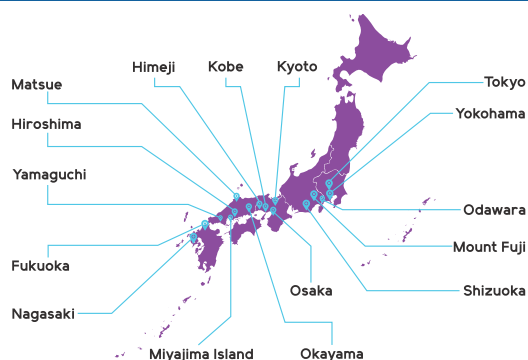 Himeji
Kobe
Kyoto
Matsue
Tokyo
Hiroshima
Yokohama
Yamaguchi
Odawara
Mount Fuji
Fukuoka
Osaka
Shizuoka
Nagasaki
Miyajima Island
Okayama